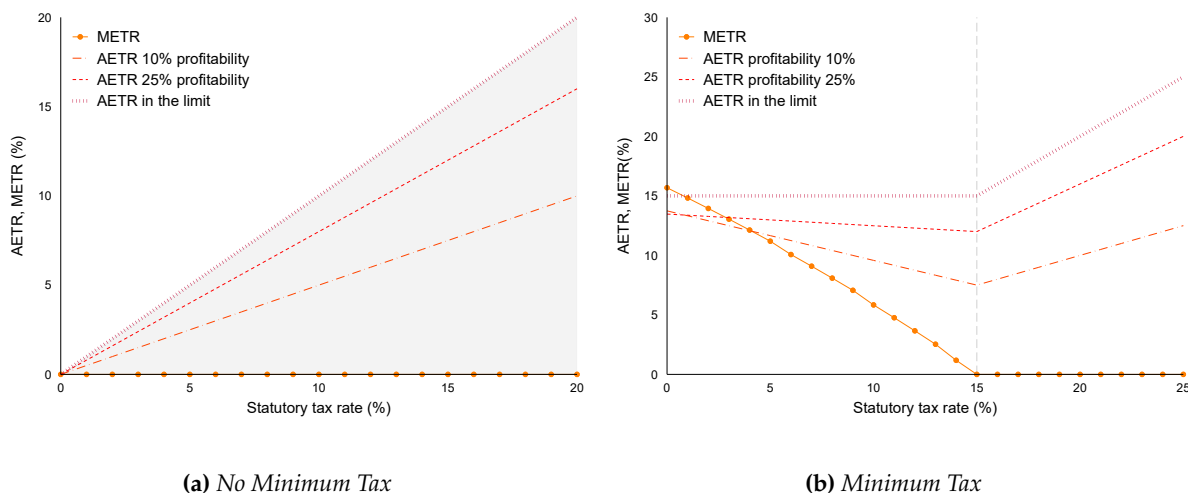 20
15
10
5
0
AETR, METR (%)
METR
AETR 10% profitability
AETR 25% profitability
AETR in the limit
0 5 10 15 20
Statutory tax rate (%)
(a) No Minimum Tax
30
25
20
15
10
5
0
AETR, METR(%)
METR
AETR profitability 10%
AETR profitability 25%
AETR in the limit
0 5 10 15 20 25
Statutory tax rate (%)
(b) Minimum Tax